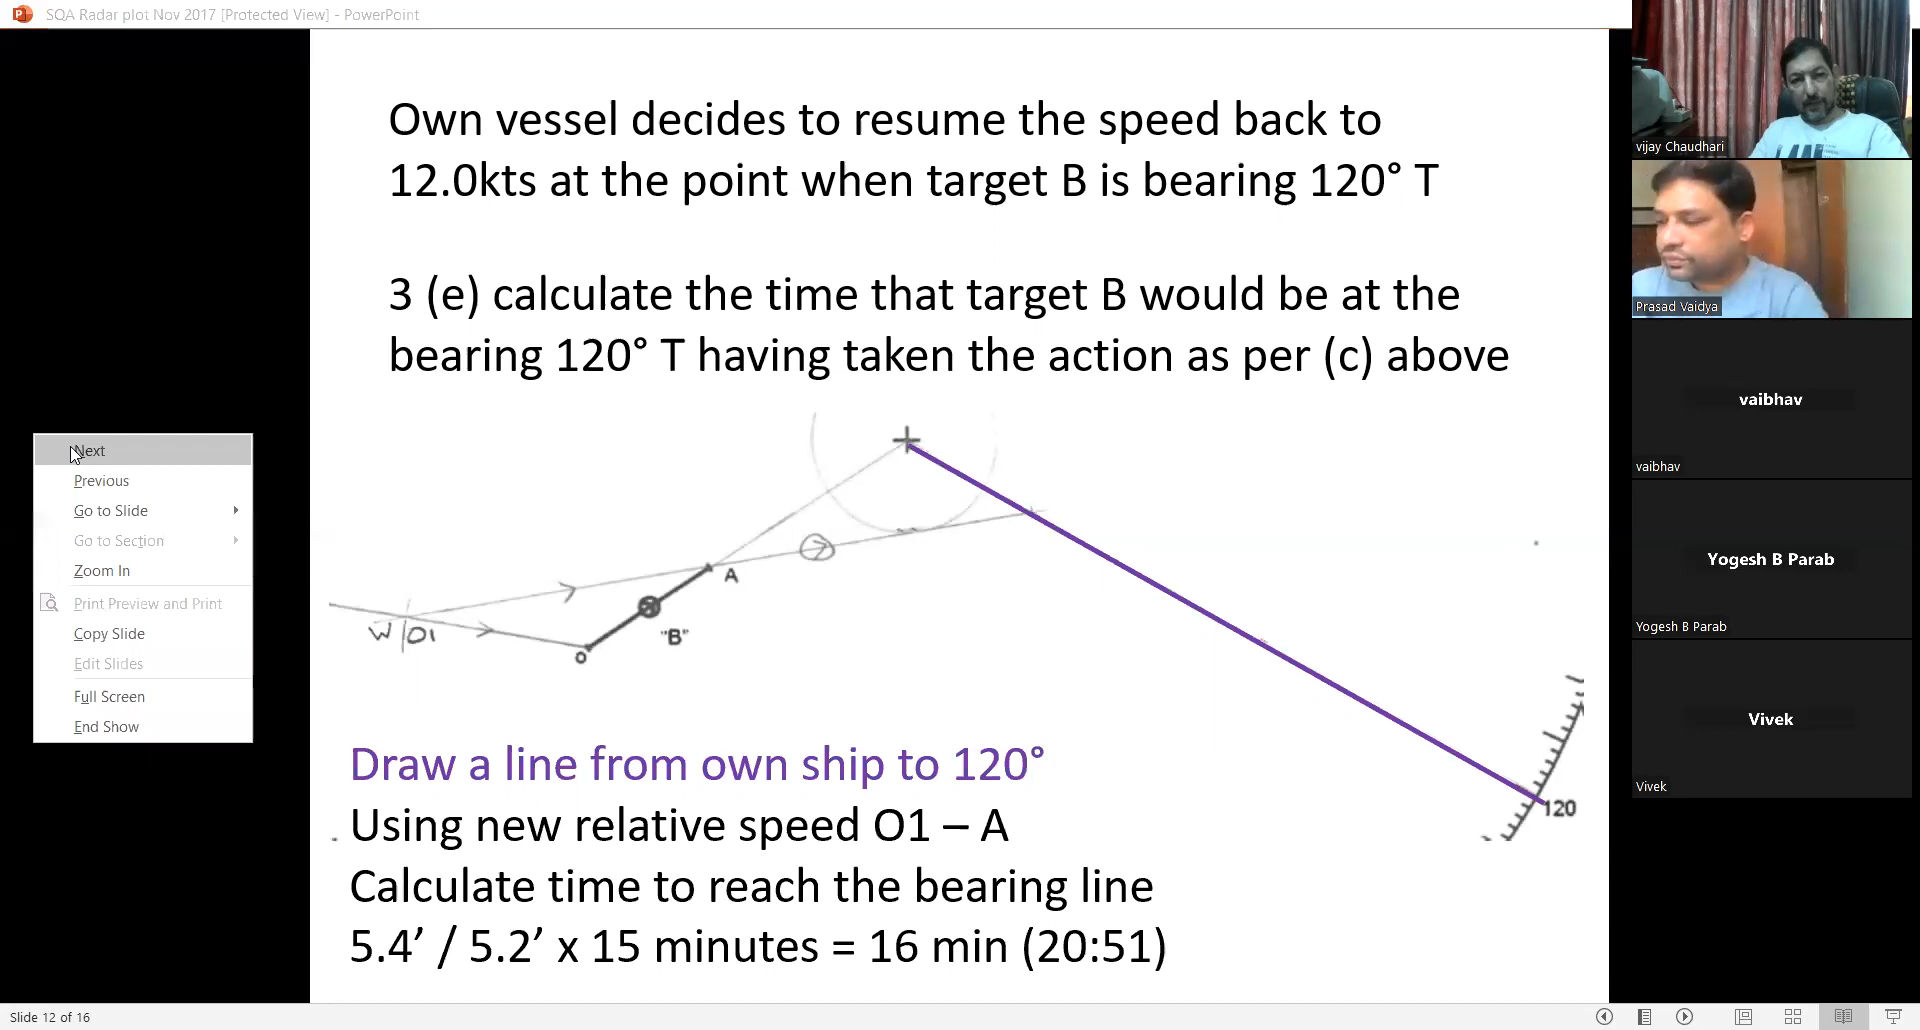 SQA Radar plot Nov 2017 [Protected View] - PowerPoint
Own vessel decides to resume the speed back to
12.0kts at the point when target B is bearing 120° T
3 (e) calculate the time that target B would be at the
bearing 120° T having taken the action as per (c) above
Next
Previous
Go to Slide
Go to Section
Zoom In
Print Preview and Print
Copy Slide
Edit Slides
Full Screen
End Show
A
"B"
W/O1
O
120
Draw a line from own ship to 120°
Using new relative speed O1 – A
Calculate time to reach the bearing line
5.4’ / 5.2’ x 15 minutes = 16 min (20:51)
vijay Chaudhari
Prasad Vaidya
vaibhav
vaibhav
Yogesh B Parab
Yogesh B Parab
Vivek
Vivek
Slide 12 of 16